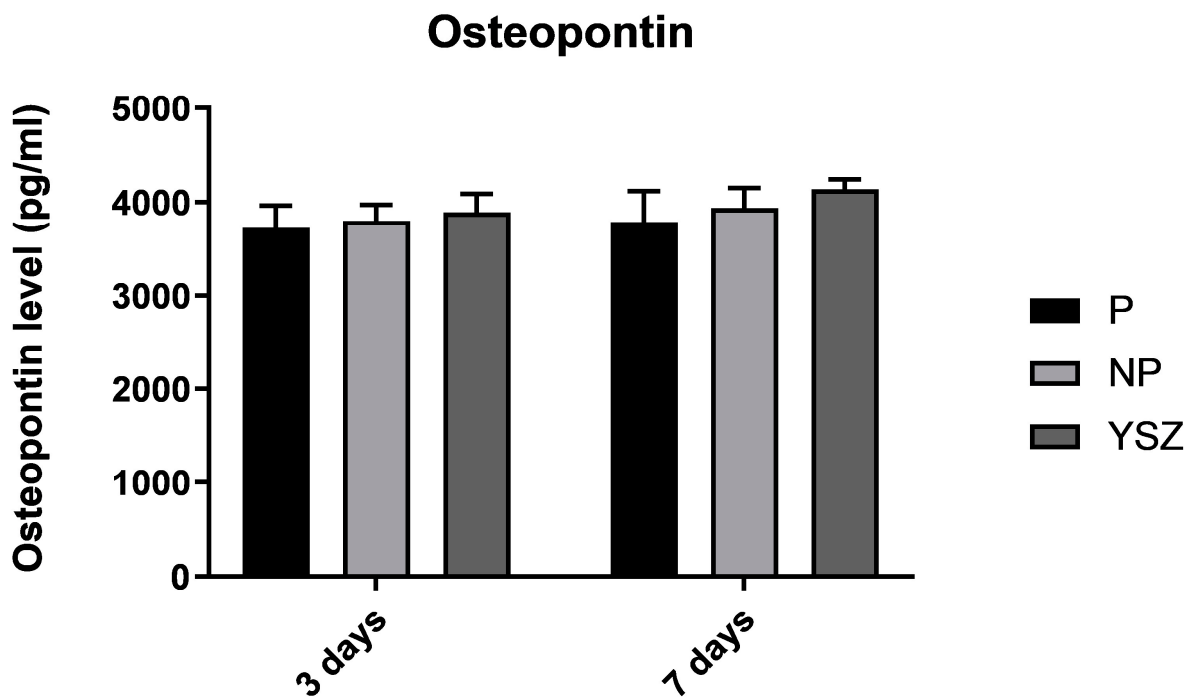 Osteopontin
Osteopontin level (pg/ml)
5000
4000
3000
2000
1000
0
3 days
7 days
P
NP
YSZ